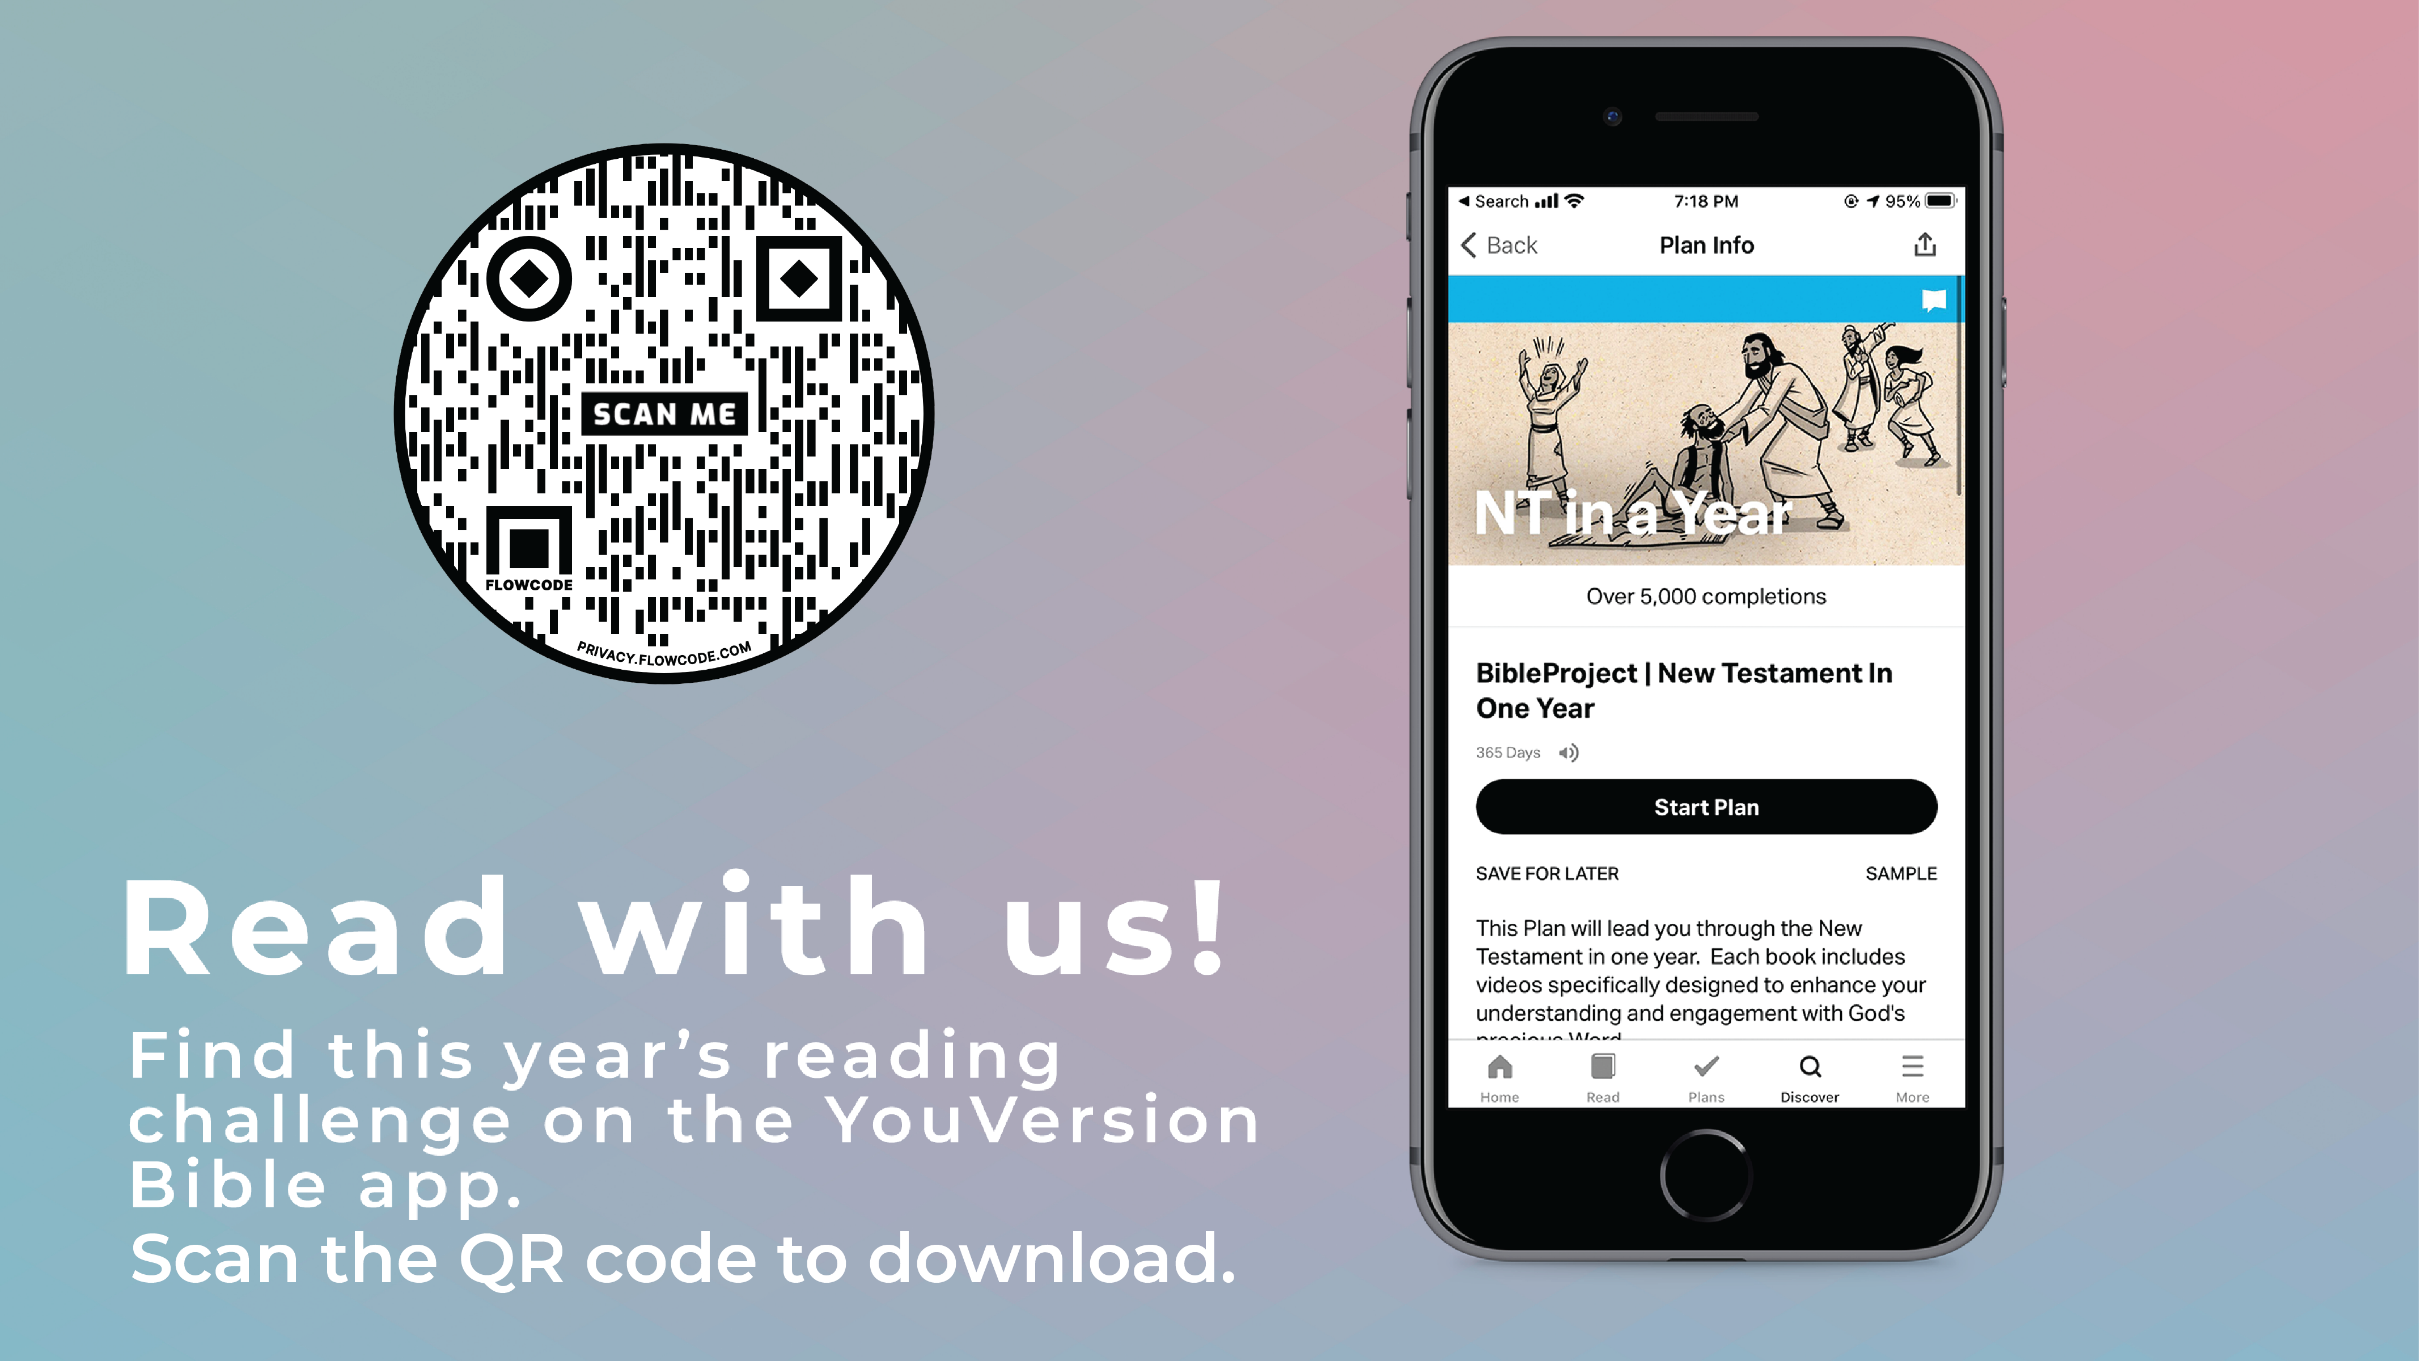 SCAN ME
FLOWCODE
PRIVACY.FLOWCODE.COM
Read with us!
Find this year’s reading
challenge on the YouVersion
Bible app.
Scan the QR code to download.
Search
7:18 PM
95%
Back
Plan Info
NT in a Year
Over 5,000 completions
BibleProject | New Testament In
One Year
365 Days
Start Plan
SAVE FOR LATER
SAMPLE
This Plan will lead you through the New
Testament in one year. Each book includes
videos specifically designed to enhance your
understanding and engagement with God's
precious Word
Home
Read
Plans
Discover
More